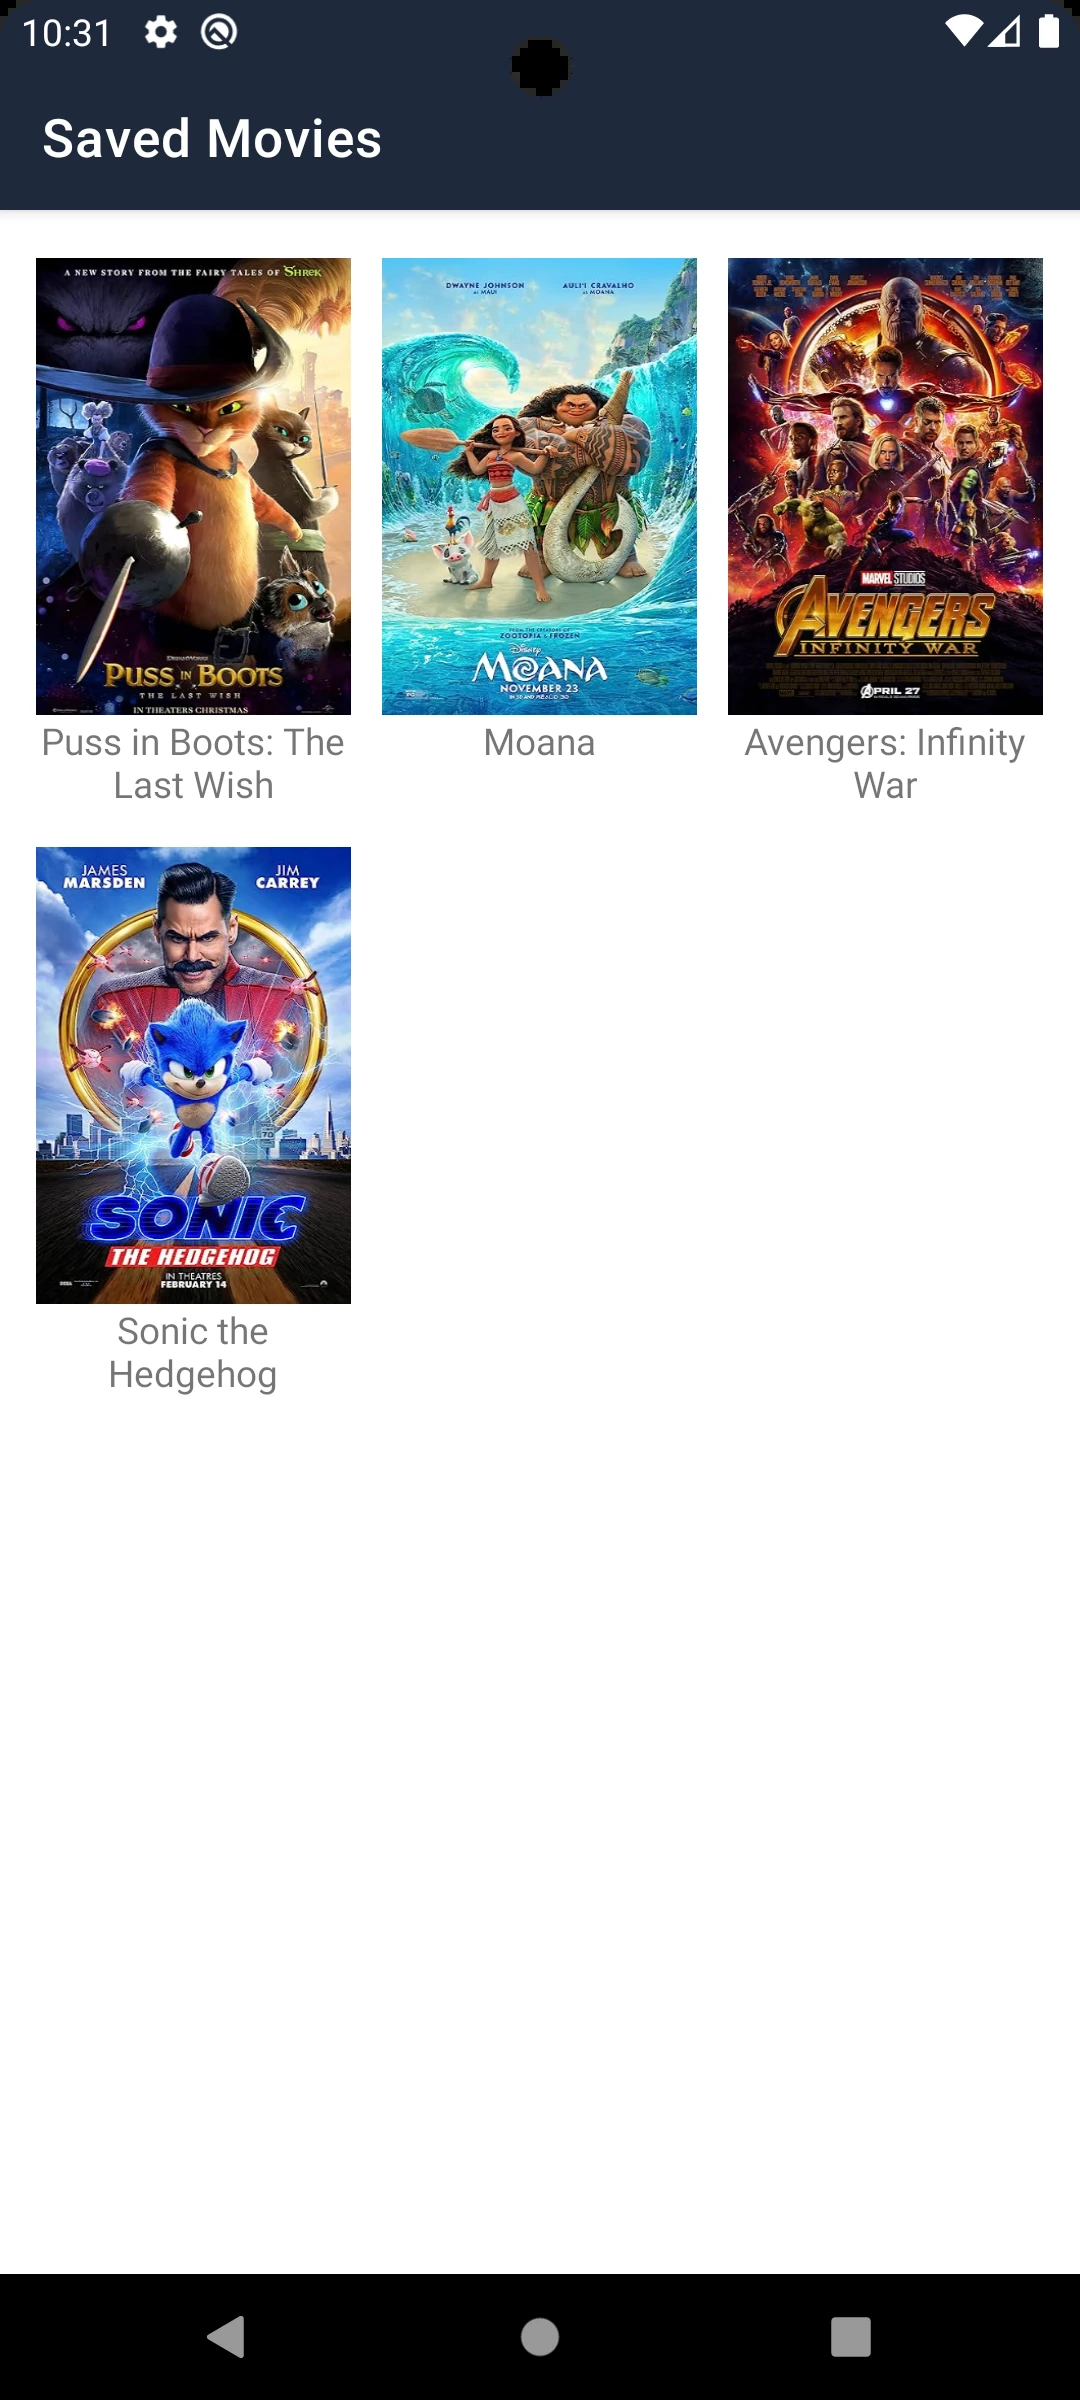 10:31
Saved Movies
A NEW STORY FROM THE FAIRY TALES OF SHREK
PUSS IN BOOTS
THE LAST WISH
IN THEATERS CHRISTMAS
Puss in Boots: The
Last Wish
DWAYNE JOHNSON
AS MAUI
AULI'I CRAVALHO
AS MOANA
FROM THE CREATORS OF
ZOOTOPIA & FROZEN
Disney
MOANA
NOVEMBER 23
Moana
MARVEL STUDIOS
AVENGERS
INFINITY WAR
APRIL 27
Avengers: Infinity
War
JAMES
MARSDEN
JIM
CARREY
SONIC
THE HEDGEHOG
IN THEATRES
FEBRUARY 14
Sonic the
Hedgehog